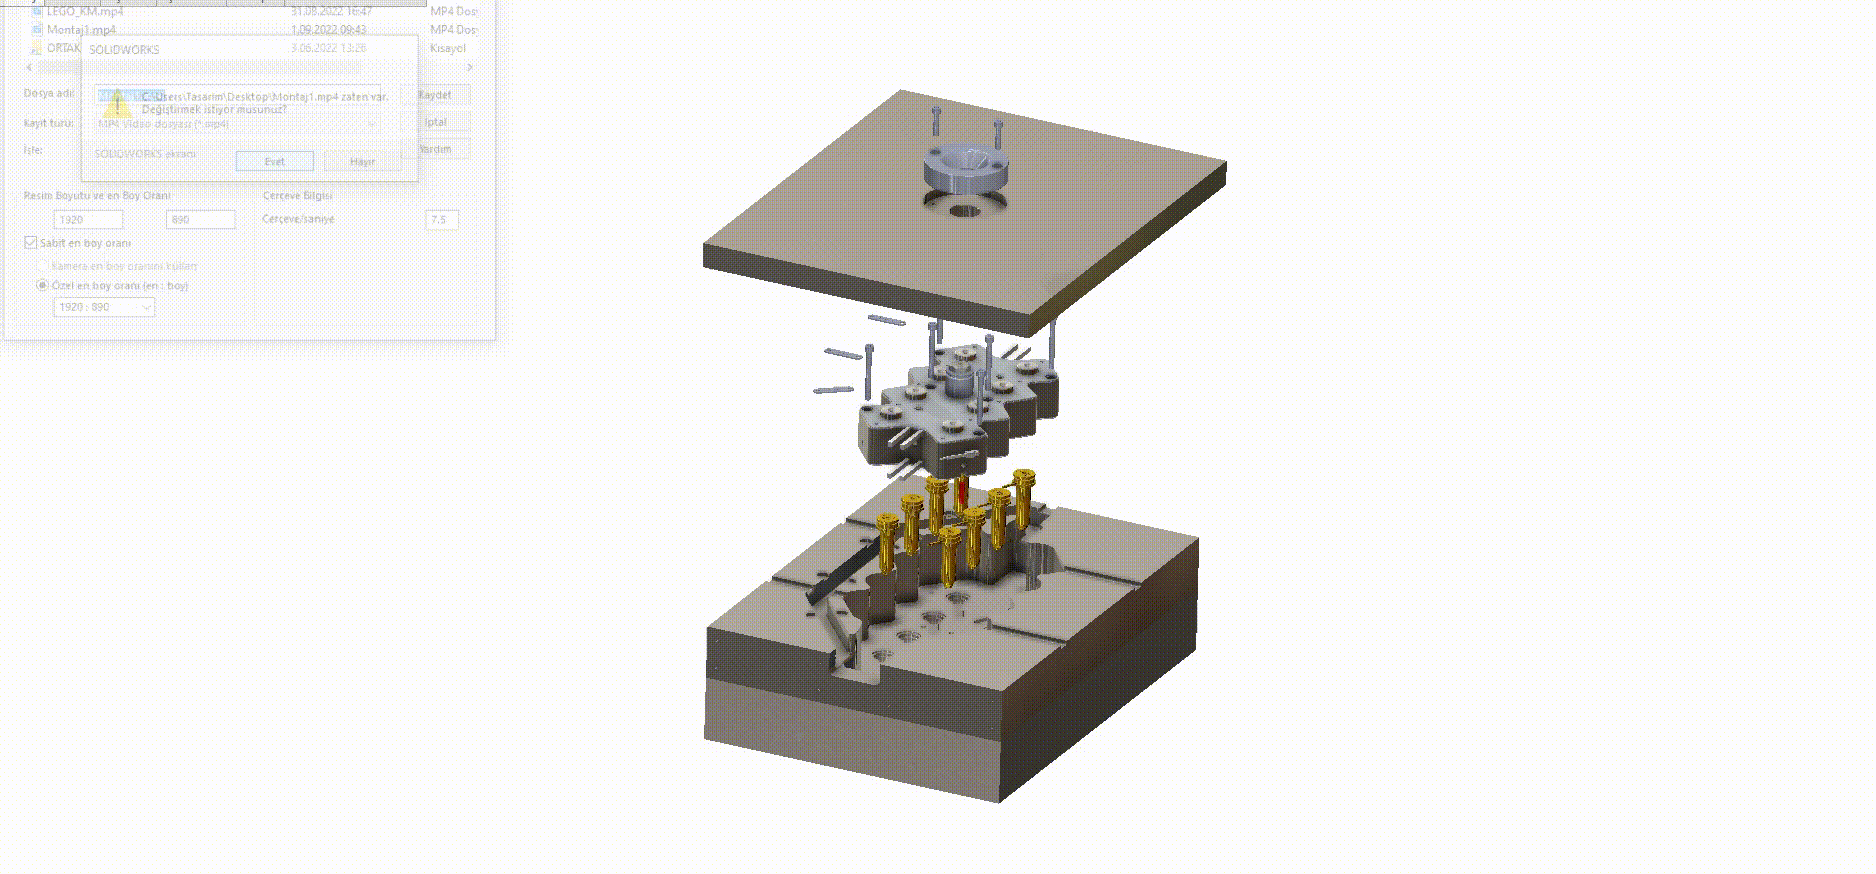 LEGO_KM.mp4 31.08.2022 16:47 MP4 Dos
Montaj1.mp4 1.09.2022 09:43 MP4 Dos
ORTAK 3.06.2022 13:26 Kısayol
SOLIDWORKS
Dosya adı: C:\Users\Tasarim\Desktop\Montaj1.mp4 zaten var. Kaydet
Değiştirmek istiyor musunuz?
Kayıt türü: MP4 Video dosyası (*.mp4) İptal
İşle: SOLIDWORKS ekranı Evet Hayır Yardım
Resim Boyutu ve en Boy Oranı Çerçeve Bilgisi
1920 890 Çerçeve/saniye 7.5
Sabit en boy oranı
Kamera en boy oranını kullan
Özel en boy oranı (en : boy)
1920 : 890